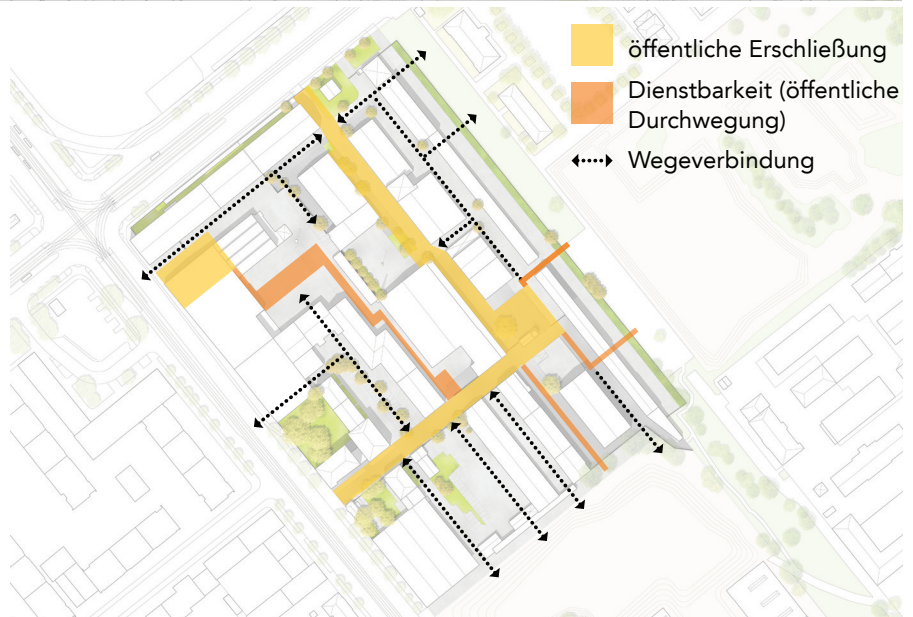 öffentliche Erschließung
Dienstbarkeit (öffentliche
Durchwegung)
Wegeverbindung